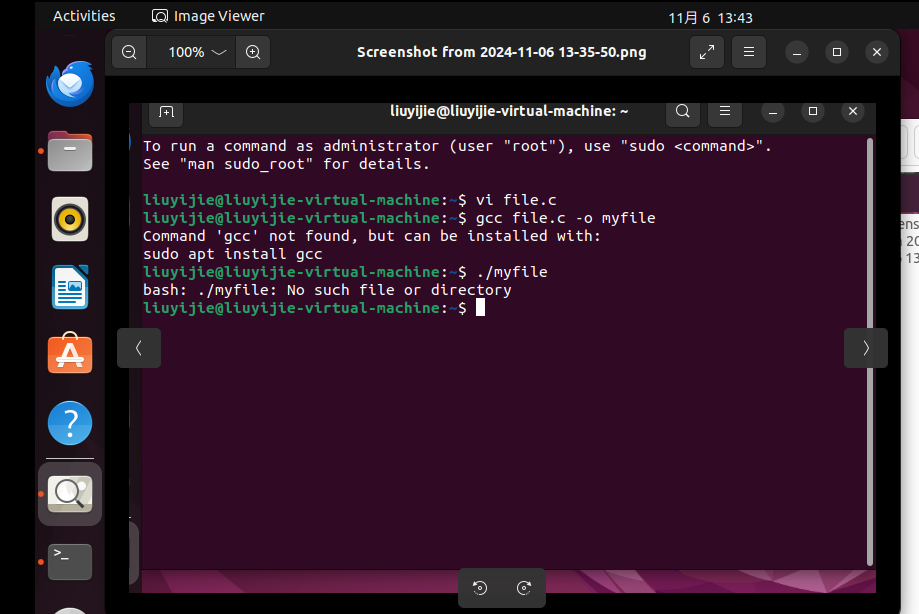 Activities
Image Viewer
11月 6 13:43
100%
Screenshot from 2024-11-06 13-35-50.png
liuyijie@liuyijie-virtual-machine: ~
To run a command as administrator (user "root"), use "sudo <command>".
See "man sudo_root" for details.
liuyijie@liuyijie-virtual-machine:~$ vi file.c
liuyijie@liuyijie-virtual-machine:~$ gcc file.c -o myfile
Command 'gcc' not found, but can be installed with:
sudo apt install gcc
liuyijie@liuyijie-virtual-machine:~$ ./myfile
bash: ./myfile: No such file or directory
liuyijie@liuyijie-virtual-machine:~$